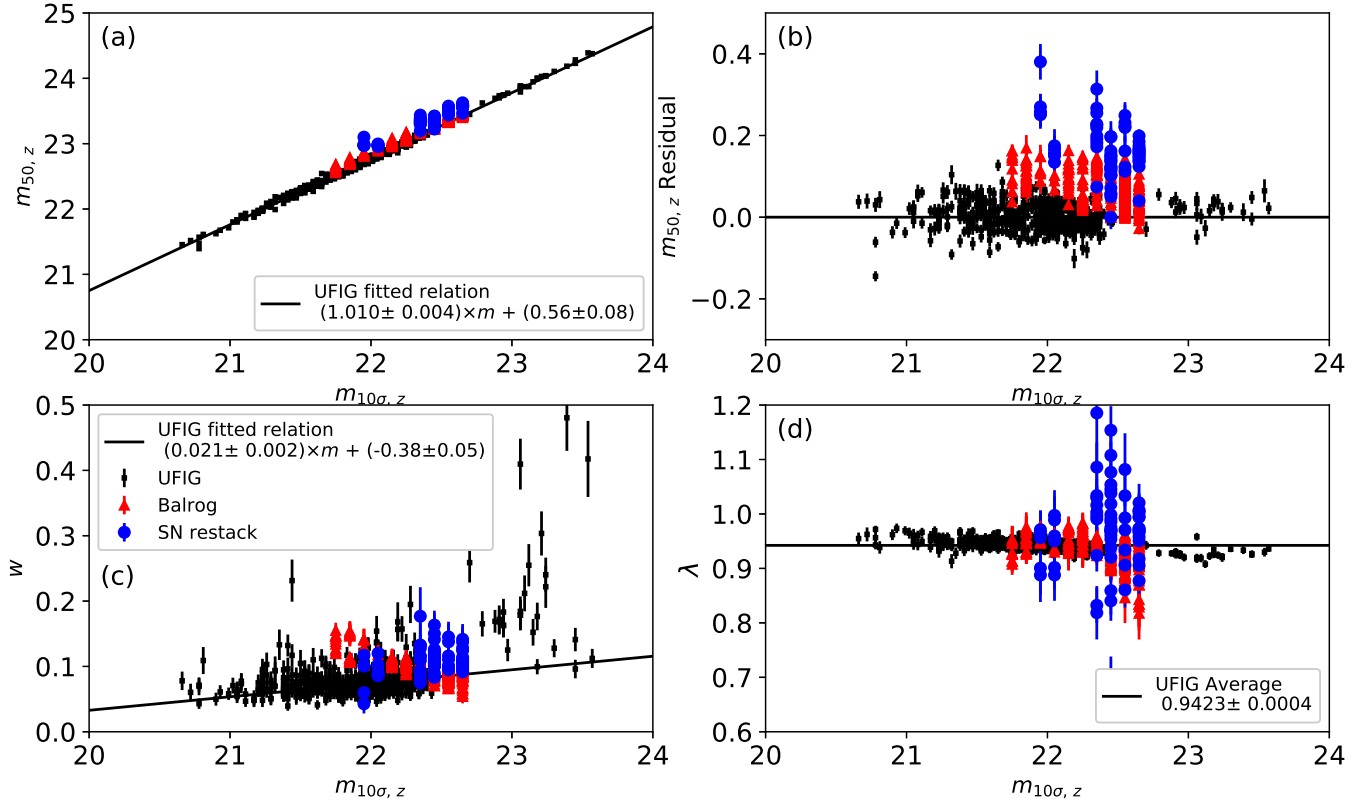 (a)
25
24
23
22
21
20
m50, z
UFIG fitted relation
(1.010± 0.004)×m + (0.56±0.08)
20 21 22 23 24
m10σ, z
(b)
0.4
0.2
0.0
−0.2
m50, z Residual
20 21 22 23 24
m10σ, z
0.5
0.4
0.3
0.2
0.1
0.0
w
UFIG fitted relation
(0.021± 0.002)×m + (-0.38±0.05)
UFIG
Balrog
SN restack
(c)
20 21 22 23 24
m10σ, z
(d)
1.2
1.1
1.0
0.9
0.8
0.7
0.6
λ
UFIG Average
0.9423± 0.0004
20 21 22 23 24
m10σ, z